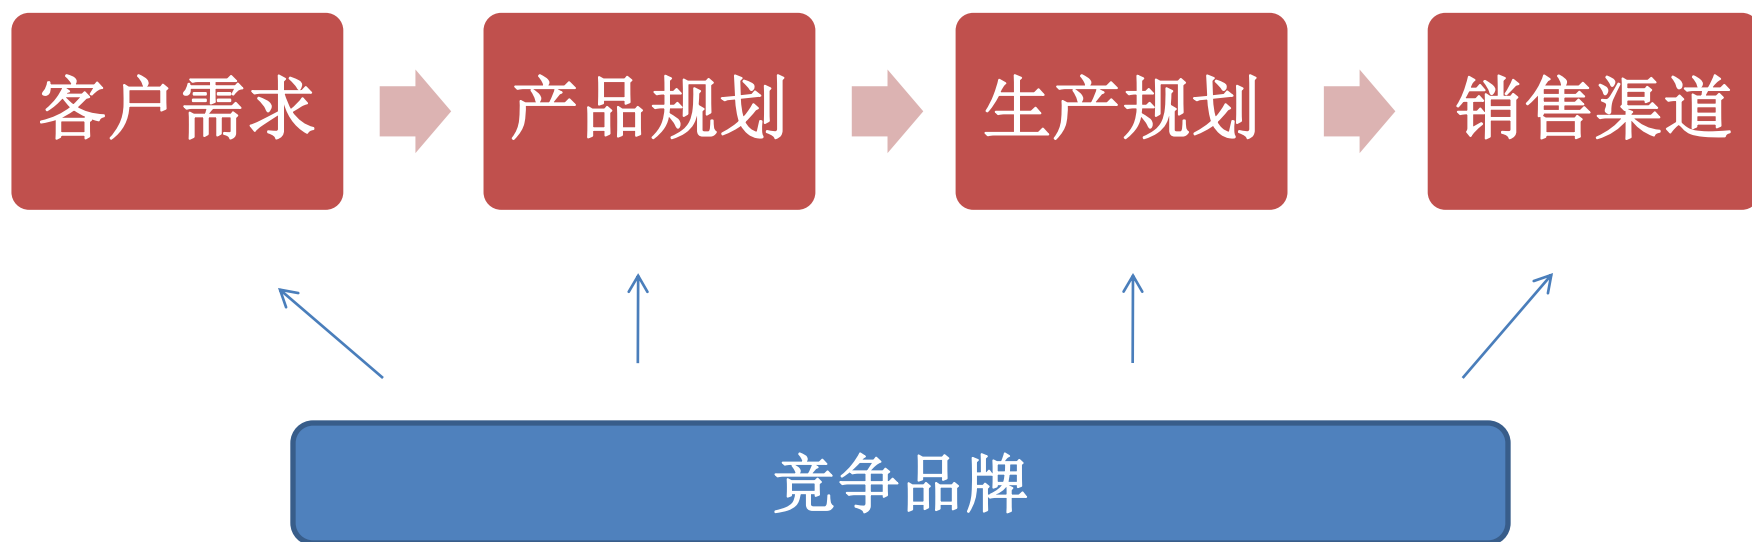 客户需求
产品规划
生产规划
销售渠道
竞争品牌